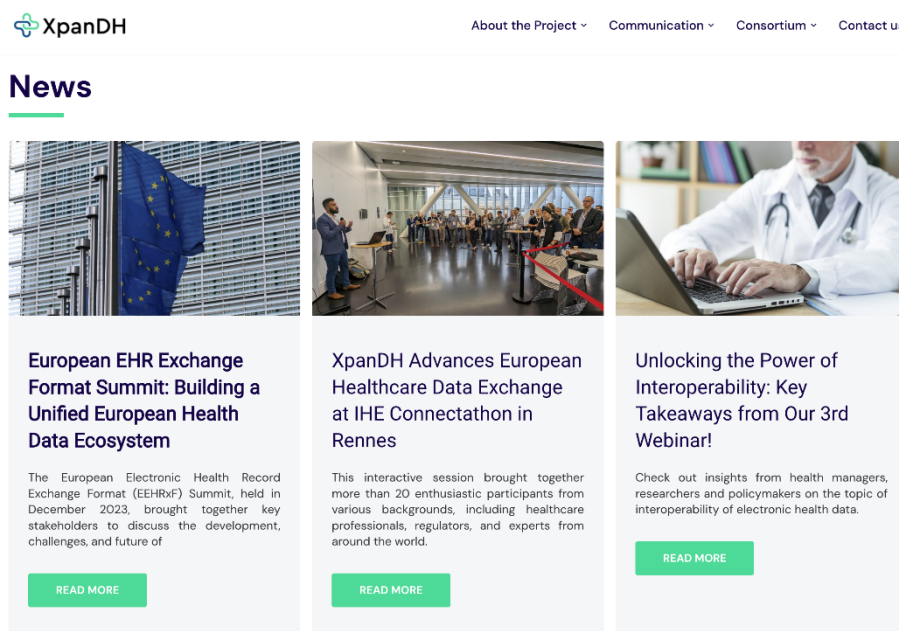 XpanDH
About the Project
Communication
Consortium
Contact us
News
European EHR Exchange
Format Summit: Building a
Unified European Health
Data Ecosystem
The European Electronic Health Record
Exchange Format (EEHRxF) Summit, held in
December 2023, brought together key
stakeholders to discuss the development,
challenges, and future of
READ MORE
XpanDH Advances European
Healthcare Data Exchange
at IHE Connectathon in
Rennes
This interactive session brought together
more than 20 enthusiastic participants from
various backgrounds, including healthcare
professionals, regulators, and experts from
around the world.
READ MORE
Unlocking the Power of
Interoperability: Key
Takeaways from Our 3rd
Webinar!
Check out insights from health managers,
researchers and policymakers on the topic of
interoperability of electronic health data.
READ MORE